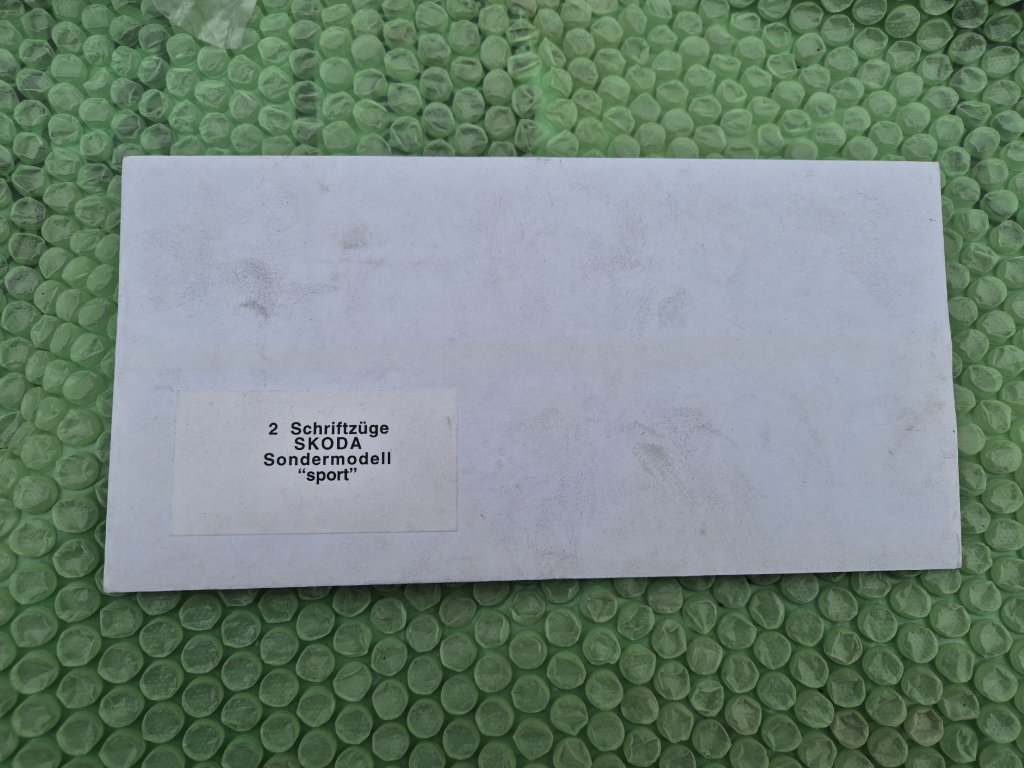 2 Schriftzüge
SKODA
Sondermodell
“sport”